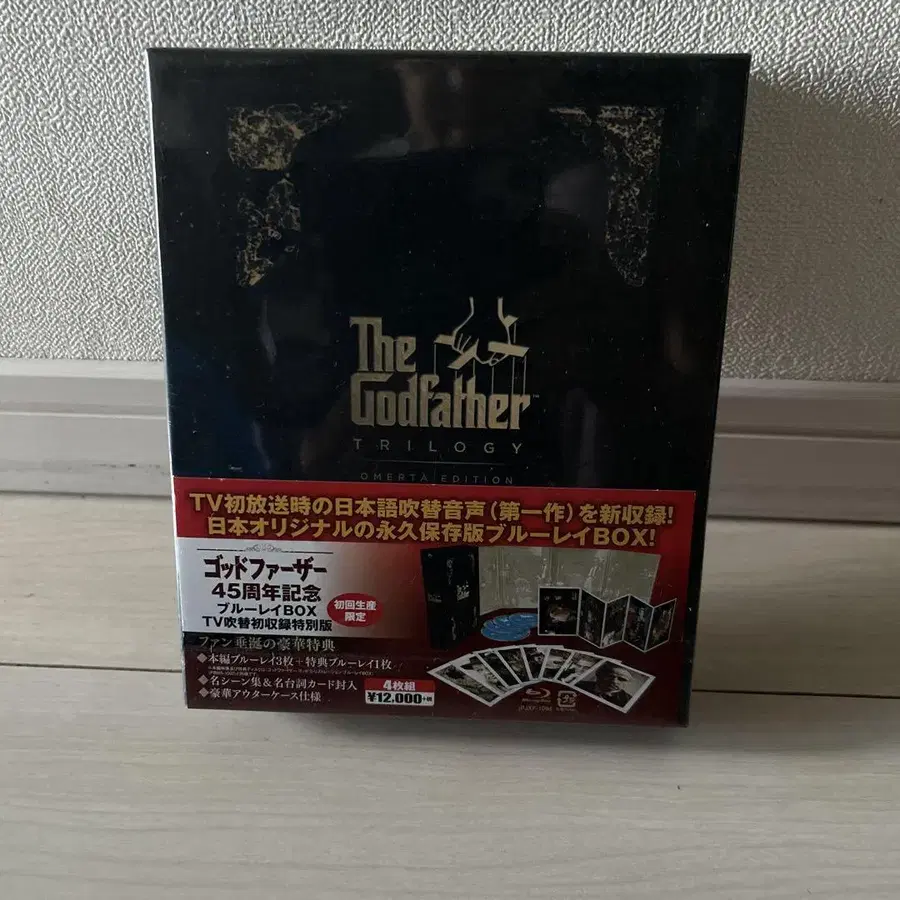 The
Godfather™
TRILOGY
OMERTÀ EDITION
TV初放送時の日本語吹替音声(第一作)を新収録!
日本オリジナルの永久保存版ブルーレイBOX!
ゴッドファーザー
45周年記念
ブルーレイBOX
TV吹替初収録特別版
初回生産
限定
ファン垂涎の豪華特典
◆本編ブルーレイ3枚+特典ブルーレイ1枚
◆名シーン集&名台詞カード封入
◆豪華アウターケース仕様
4枚組
¥12,000+税